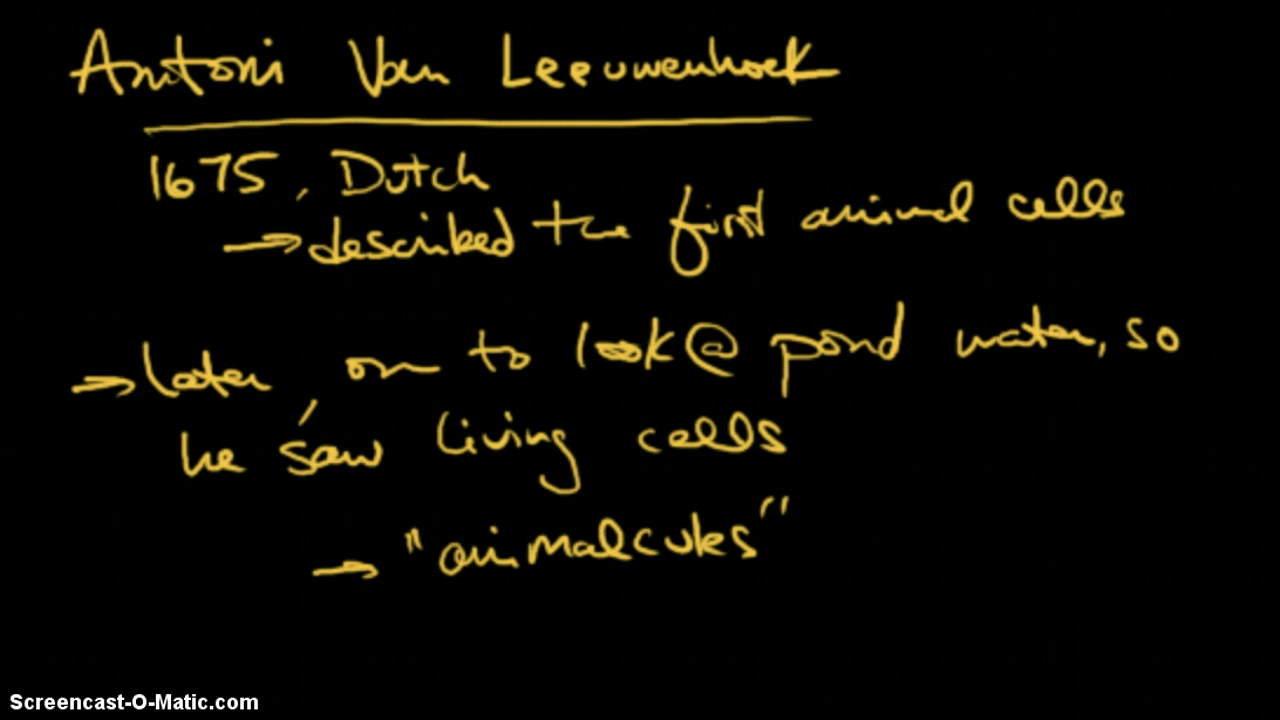 Antoni Van Leeuwenhoek
1675, Dutch
→ described the first animal cells
→ later on to look @ pond water, so
he saw living cells
→ "animalcules"
Screencast-O-Matic.com